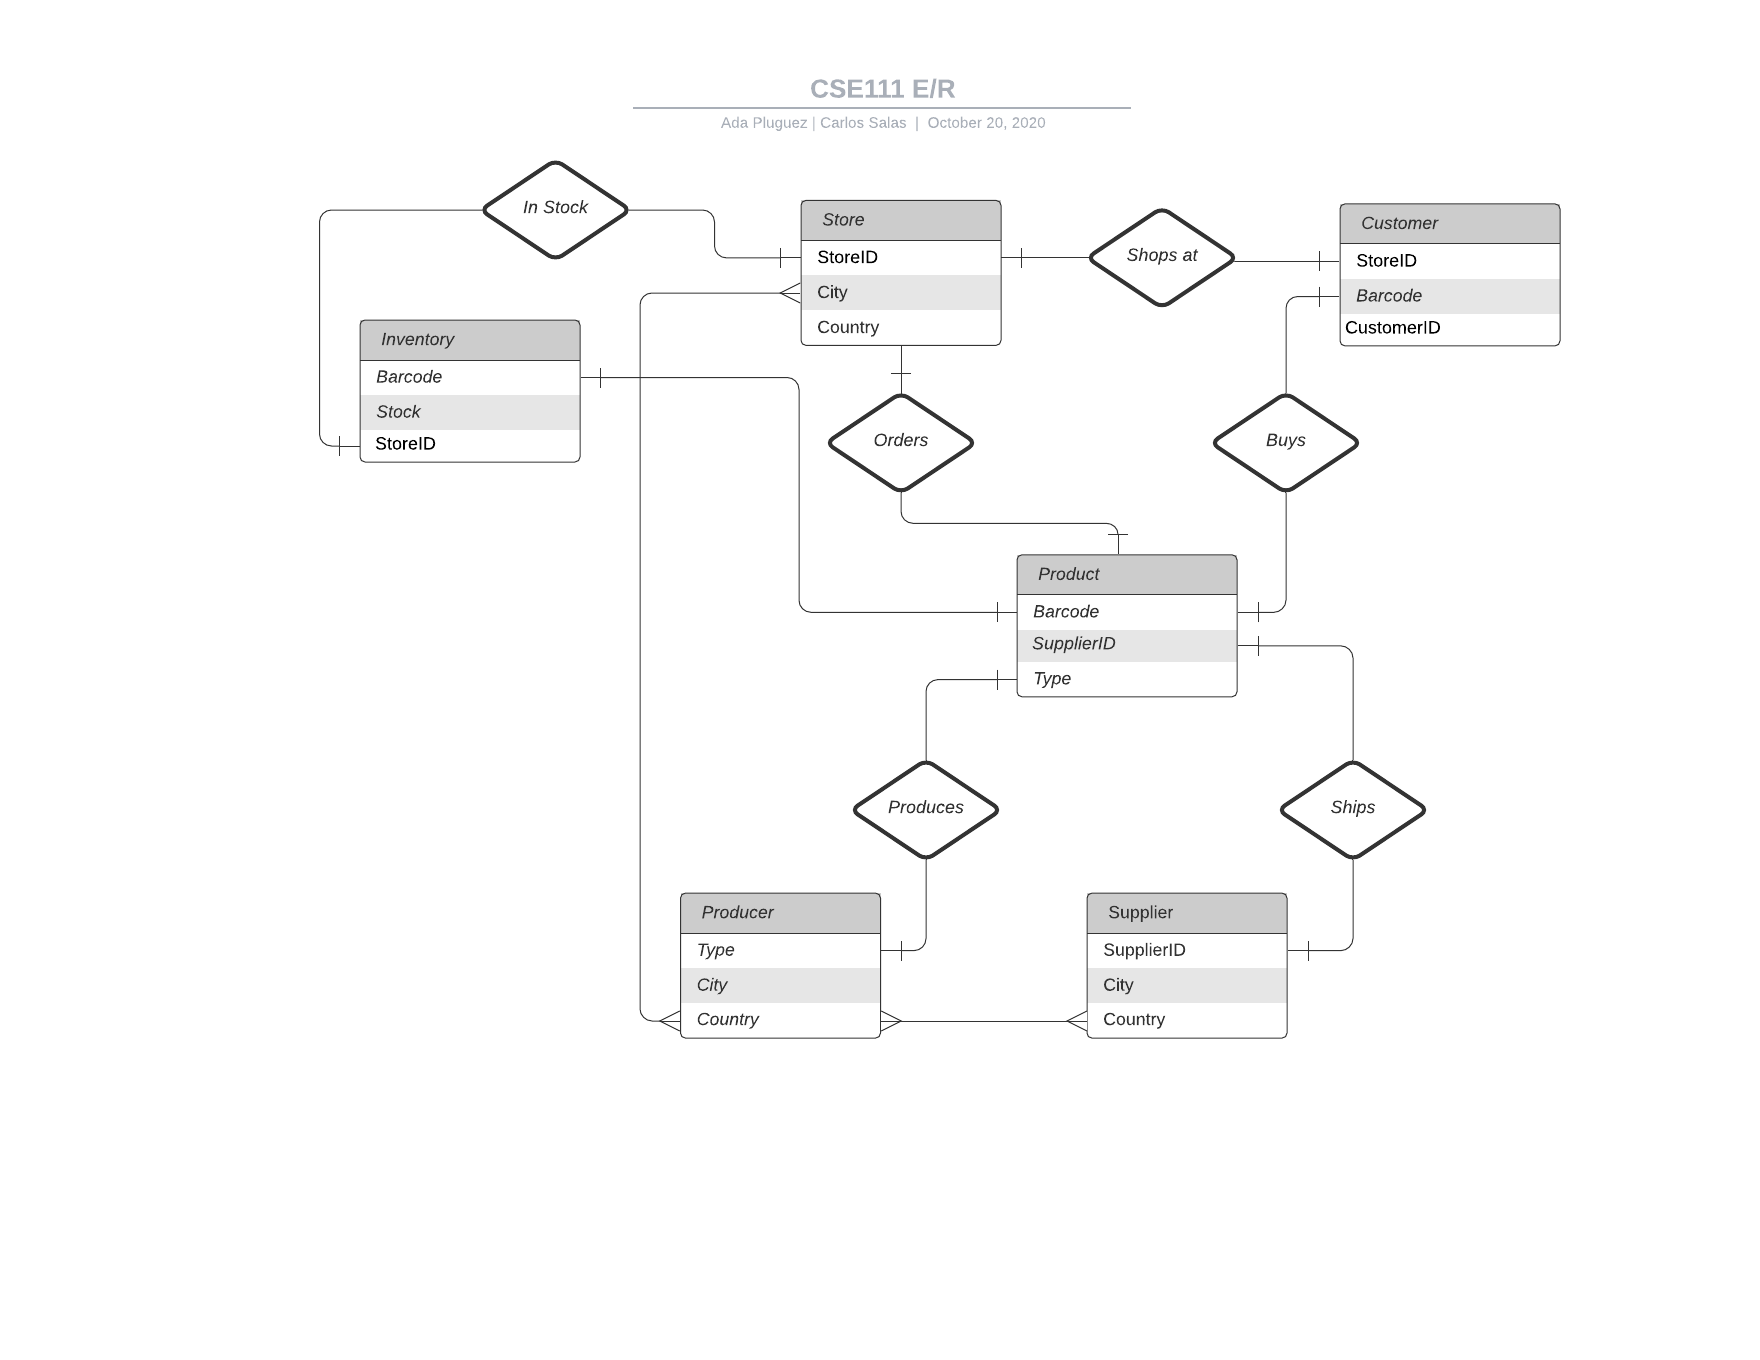 CSE111 E/R
Ada Pluguez | Carlos Salas | October 20, 2020
In Stock
Store
StoreID
City
Country
Shops at
Customer
StoreID
Barcode
CustomerID
Inventory
Barcode
Stock
StoreID
Orders
Buys
Product
Barcode
SupplierID
Type
Produces
Ships
Producer
Type
City
Country
Supplier
SupplierID
City
Country